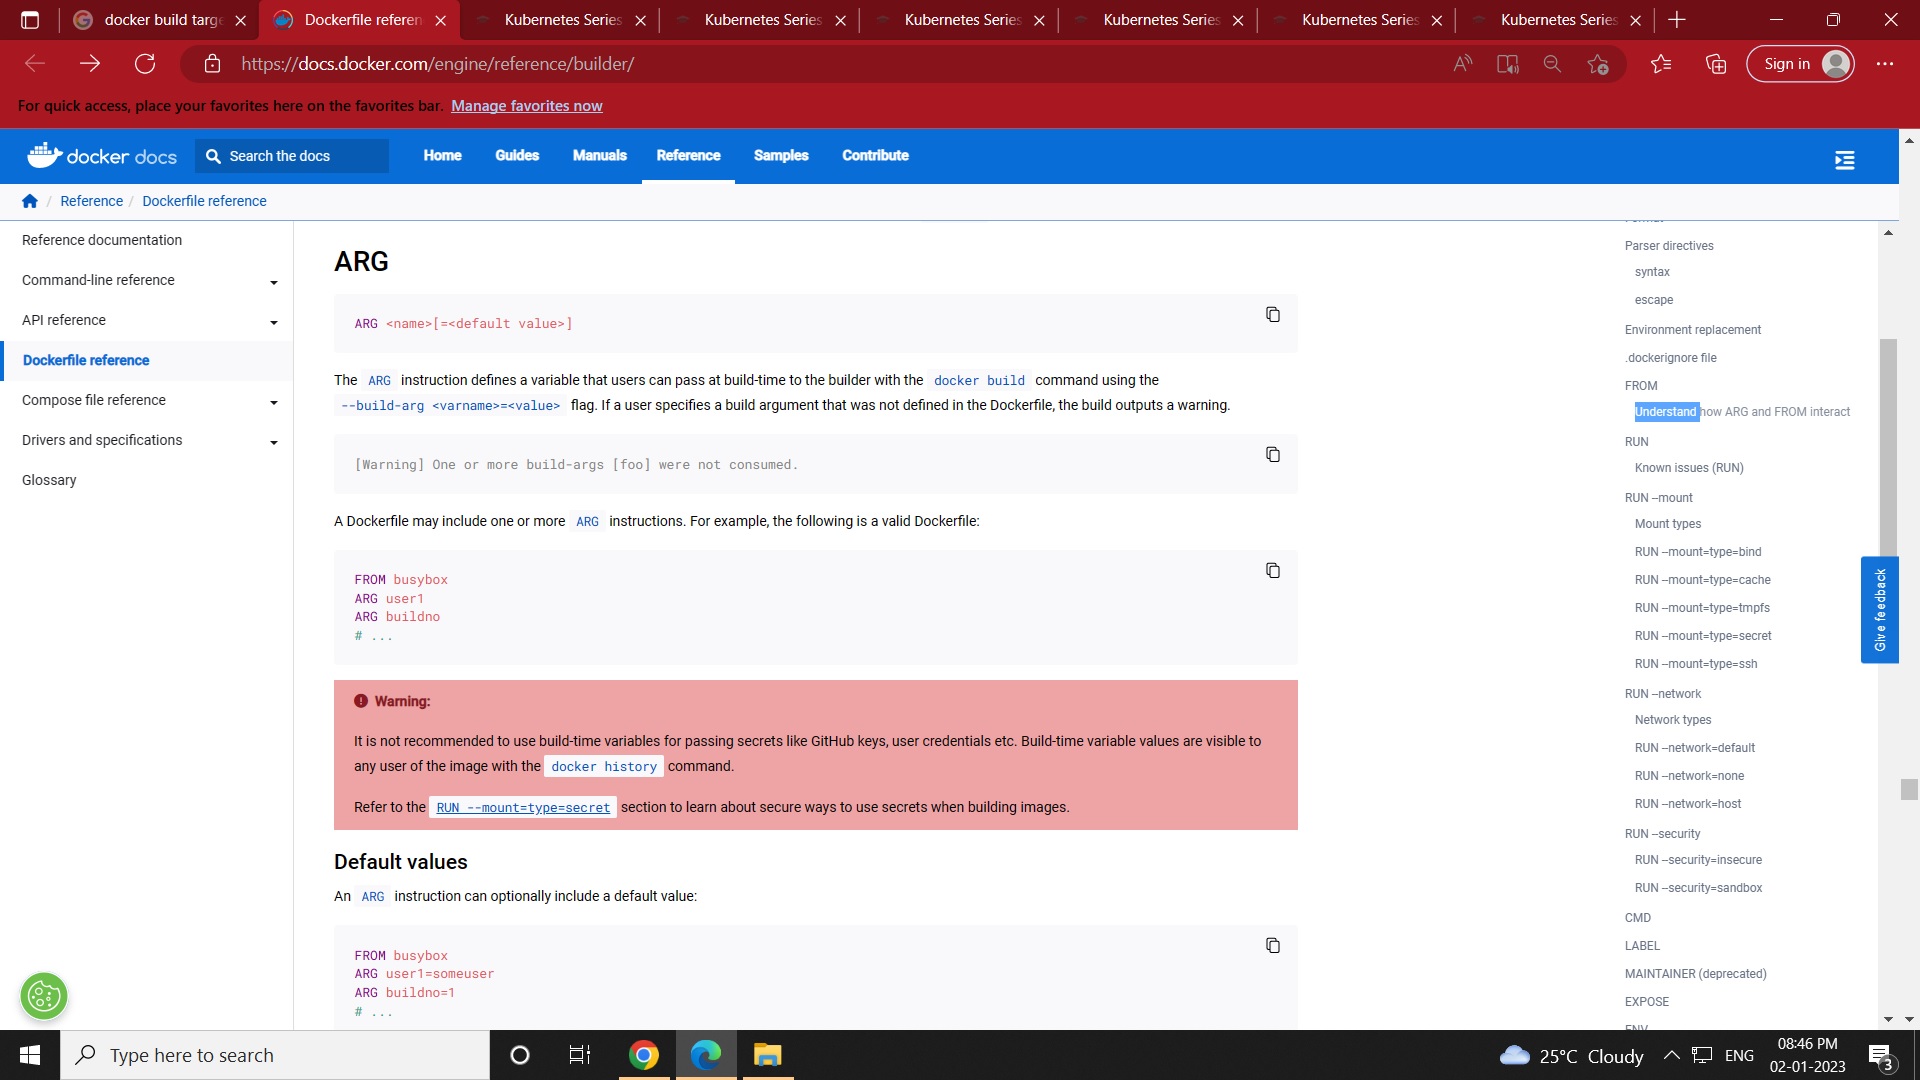 docker build targ
Dockerfile referen
Kubernetes Series
Kubernetes Series
Kubernetes Series
Kubernetes Series
Kubernetes Series
Kubernetes Series
https://docs.docker.com/engine/reference/builder/
Sign in
For quick access, place your favorites here on the favorites bar. Manage favorites now
docker docs
Search the docs
Home
Guides
Manuals
Reference
Samples
Contribute
/ Reference / Dockerfile reference
Reference documentation
Command-line reference
API reference
Dockerfile reference
Compose file reference
Drivers and specifications
Glossary
ARG
ARG <name>[=<default value>]
The ARG instruction defines a variable that users can pass at build-time to the builder with the docker build command using the
--build-arg <varname>=<value> flag. If a user specifies a build argument that was not defined in the Dockerfile, the build outputs a warning.
[Warning] One or more build-args [foo] were not consumed.
A Dockerfile may include one or more ARG instructions. For example, the following is a valid Dockerfile:
FROM busybox
ARG user1
ARG buildno
# ...
Warning:
It is not recommended to use build-time variables for passing secrets like GitHub keys, user credentials etc. Build-time variable values are visible to
any user of the image with the docker history command.
Refer to the RUN --mount=type=secret section to learn about secure ways to use secrets when building images.
Default values
An ARG instruction can optionally include a default value:
FROM busybox
ARG user1=someuser
ARG buildno=1
# ...
Parser directives
syntax
escape
Environment replacement
.dockerignore file
FROM
Understand how ARG and FROM interact
RUN
Known issues (RUN)
RUN –mount
Mount types
RUN –mount=type=bind
RUN –mount=type=cache
RUN –mount=type=tmpfs
RUN –mount=type=secret
RUN –mount=type=ssh
RUN –network
Network types
RUN –network=default
RUN –network=none
RUN –network=host
RUN –security
RUN –security=insecure
RUN –security=sandbox
CMD
LABEL
MAINTAINER (deprecated)
EXPOSE
ENV
Give feedback
Type here to search
25°C Cloudy
ENG
08:46 PM
02-01-2023
3